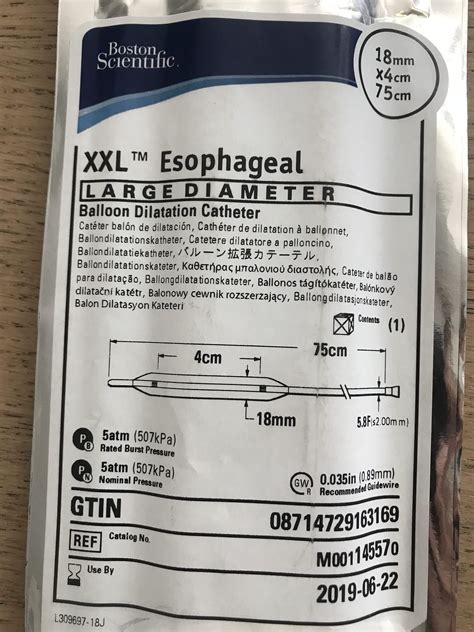 Boston
Scientific
18mm
x4cm
75cm
XXL™ Esophageal
LARGE DIAMETER
Balloon Dilatation Catheter
Catéter balón de dilatación, Cathéter de dilatation à ballonnet,
Ballondilatationskatheter, Catetere dilatatore a palloncino,
Ballondilatatiekatheter, バルーン拡張カテーテル,
Ballondilatationskateter, Καθετήρας μπαλονιού διαστολής, Cateter de balão
para dilatação, Ballongdilatationskateter, Ballonos tágítókatéter, Balónkový
dilatační katétr, Balonowy cewnik rozszerzający, Ballongdilatasjonskateter,
Balon Dilatasyon Kateteri
Contents (1)
4cm
75cm
18mm
5.8F(≤2.00mm)
PB 5atm (507kPa)
Rated Burst Pressure
PN 5atm (507kPa)
Nominal Pressure
GW R 0.035in (0.89mm)
Recommended Guidewire
GTIN 08714729163169
REF Catalog No. M001145570
Use By 2019-06-22
L309697-18J